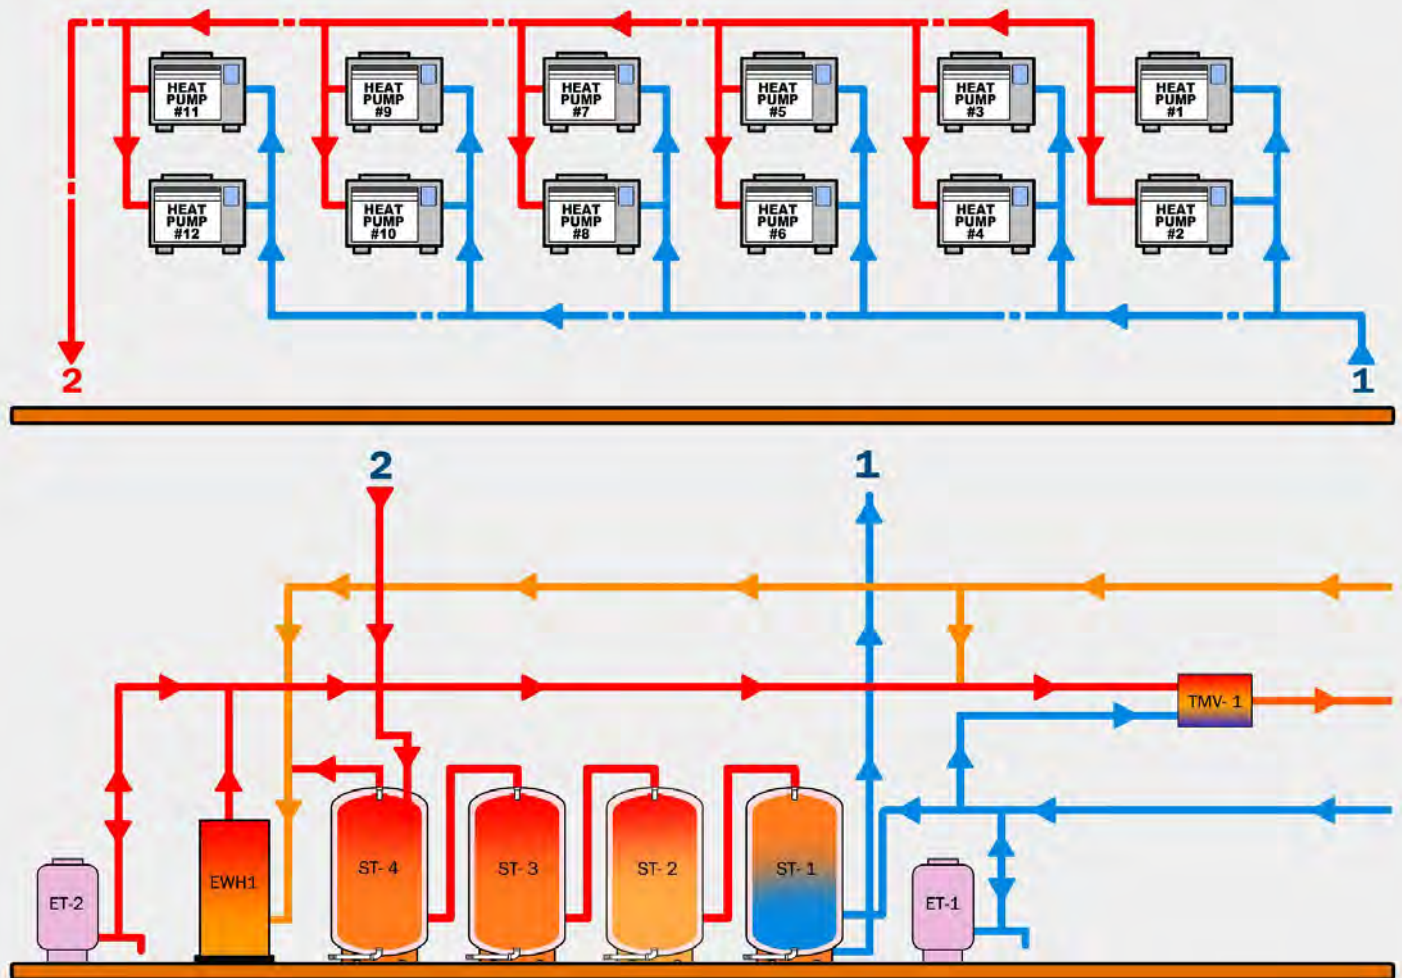 HEAT
PUMP
#11
HEAT
PUMP
#9
HEAT
PUMP
#7
HEAT
PUMP
#5
HEAT
PUMP
#3
HEAT
PUMP
#1
HEAT
PUMP
#12
HEAT
PUMP
#10
HEAT
PUMP
#8
HEAT
PUMP
#6
HEAT
PUMP
#4
HEAT
PUMP
#2
2
1
2
1
TMV- 1
ET-2
EWH1
ST- 4
ST- 3
ST- 2
ST- 1
ET-1